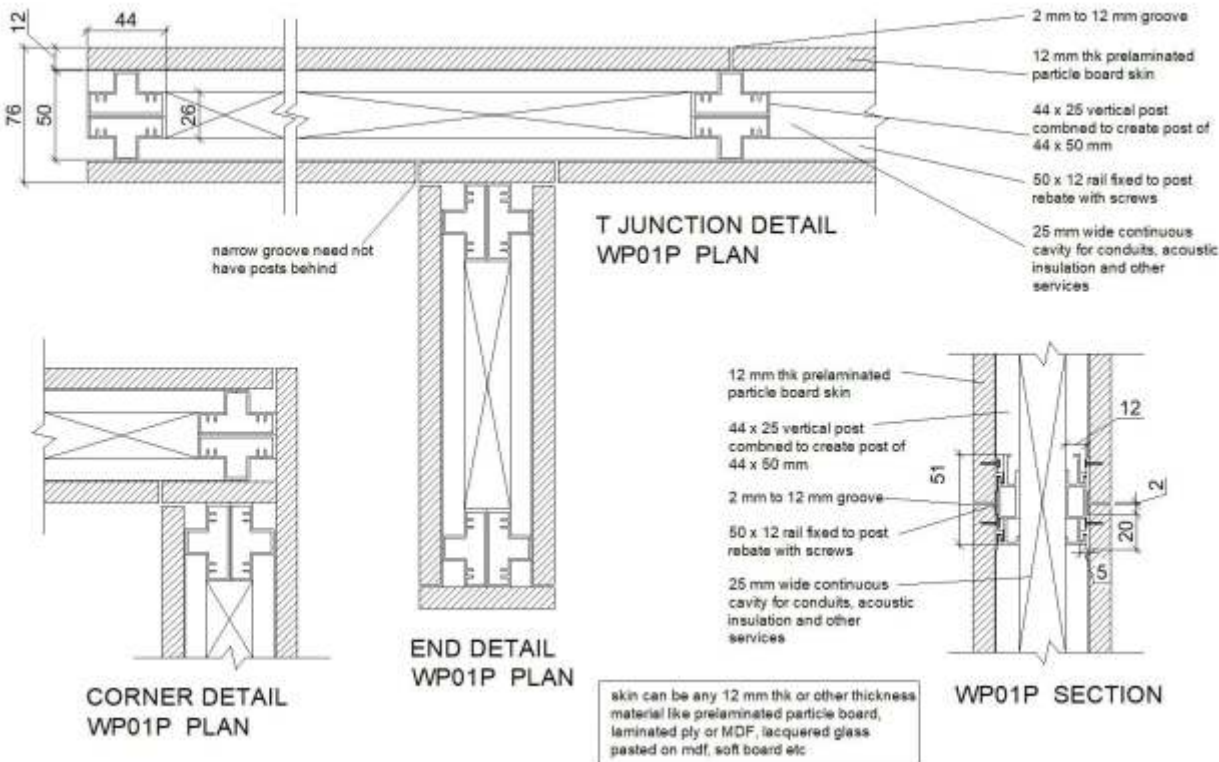 12
44
76
50
26
2 mm to 12 mm groove
12 mm thk prelaminated
particle board skin
44 x 25 vertical post
combned to create post of
44 x 50 mm
50 x 12 rail fixed to post
rebate with screws
25 mm wide continuous
cavity for conduits, acoustic
insulation and other
services
narrow groove need not
have posts behind
T JUNCTION DETAIL
WP01P PLAN
CORNER DETAIL
WP01P PLAN
END DETAIL
WP01P PLAN
12 mm thk prelaminated
particle board skin
44 x 25 vertical post
combned to create post of
44 x 50 mm
2 mm to 12 mm groove
50 x 12 rail fixed to post
rebate with screws
25 mm wide continuous
cavity for conduits, acoustic
insulation and other
services
51
12
2
20
5
WP01P SECTION
skin can be any 12 mm thk or other thickness
material like prelaminated particle board,
laminated ply or MDF, lacquered glass
pasted on mdf, soft board etc